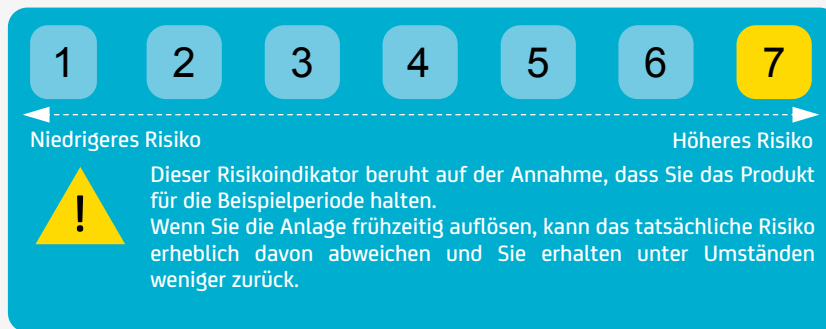 1 2 3 4 5 6 7
Niedrigeres Risiko Höheres Risiko
!
Dieser Risikoindikator beruht auf der Annahme, dass Sie das Produkt
für die Beispielperiode halten.
Wenn Sie die Anlage frühzeitig auflösen, kann das tatsächliche Risiko
erheblich davon abweichen und Sie erhalten unter Umständen
weniger zurück.